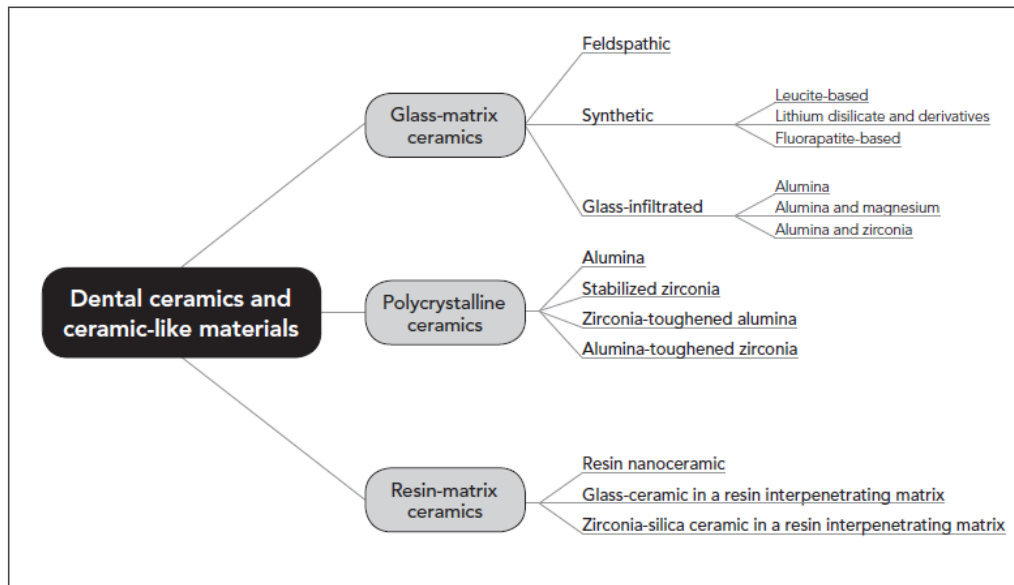 Feldspathic
Glass-matrix
ceramics
Synthetic
Leucite-based
Lithium disilicate and derivatives
Fluorapatite-based
Glass-infiltrated
Alumina
Alumina and magnesium
Alumina and zirconia
Dental ceramics and
ceramic-like materials
Polycrystalline
ceramics
Alumina
Stabilized zirconia
Zirconia-toughened alumina
Alumina-toughened zirconia
Resin-matrix
ceramics
Resin nanoceramic
Glass-ceramic in a resin interpenetrating matrix
Zirconia-silica ceramic in a resin interpenetrating matrix